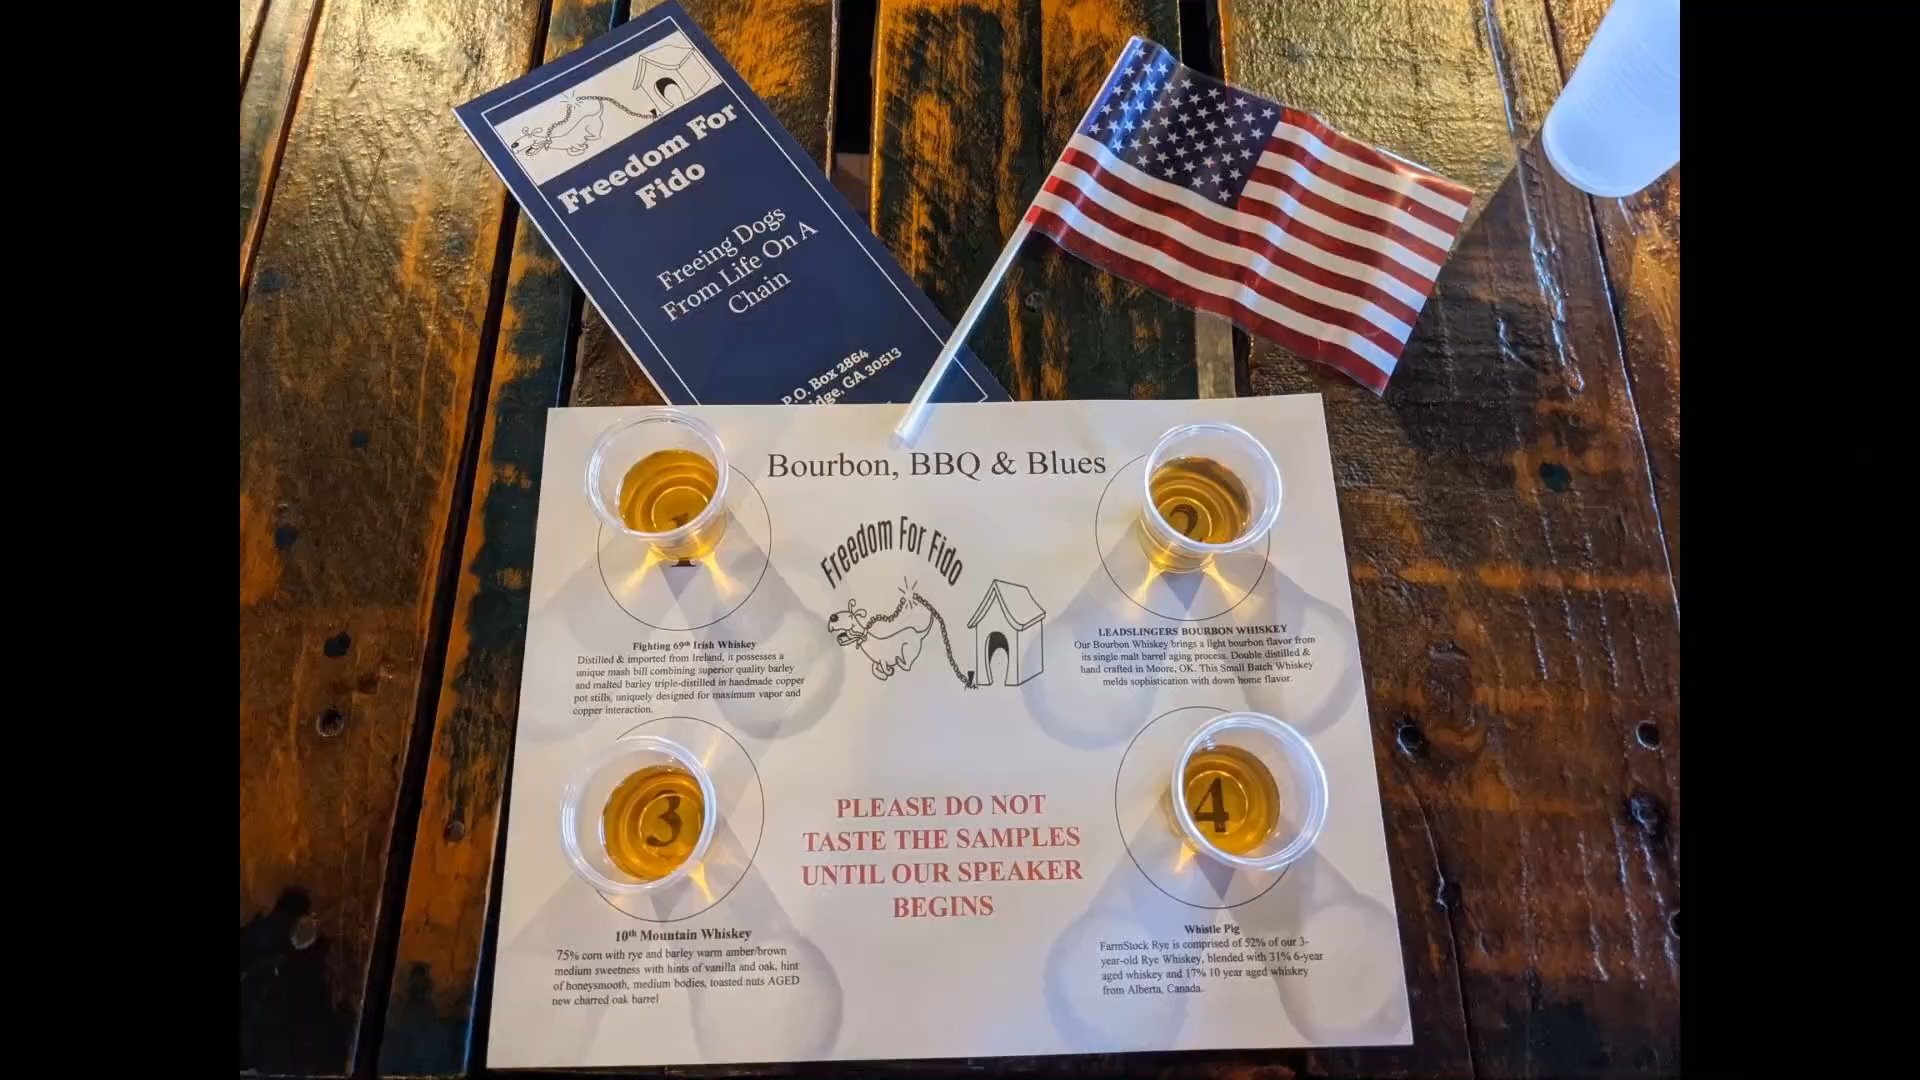 Freedom For
Fido
Freeing Dogs
From Life On A
Chain
P.O. Box 2864
GA 30513
Bourbon, BBQ & Blues
Freedom For Fido
1
Fighting 69th Irish Whiskey
Distilled & imported from Ireland, it possesses a
unique mash bill combining superior quality barley
and malted barley triple-distilled in handmade copper
pot stills, uniquely designed for maximum vapor and
copper interaction.
2
LEADSLINGERS BOURBON WHISKEY
Our Bourbon Whiskey brings a light bourbon flavor from
its single malt barrel aging process. Double distilled &
hand crafted in Moore, OK. This Small Batch Whiskey
melds sophistication with down home flavor.
3
10th Mountain Whiskey
75% corn with rye and barley warm amber/brown
medium sweetness with hints of vanilla and oak, hint
of honeysmooth, medium bodies, toasted nuts AGED
new charred oak barrel
PLEASE DO NOT
TASTE THE SAMPLES
UNTIL OUR SPEAKER
BEGINS
4
Whistle Pig
FarmStock Rye is comprised of 52% of our 3-
year-old Rye Whiskey, blended with 31% 6-year
aged whiskey and 17% 10 year aged whiskey
from Alberta, Canada.